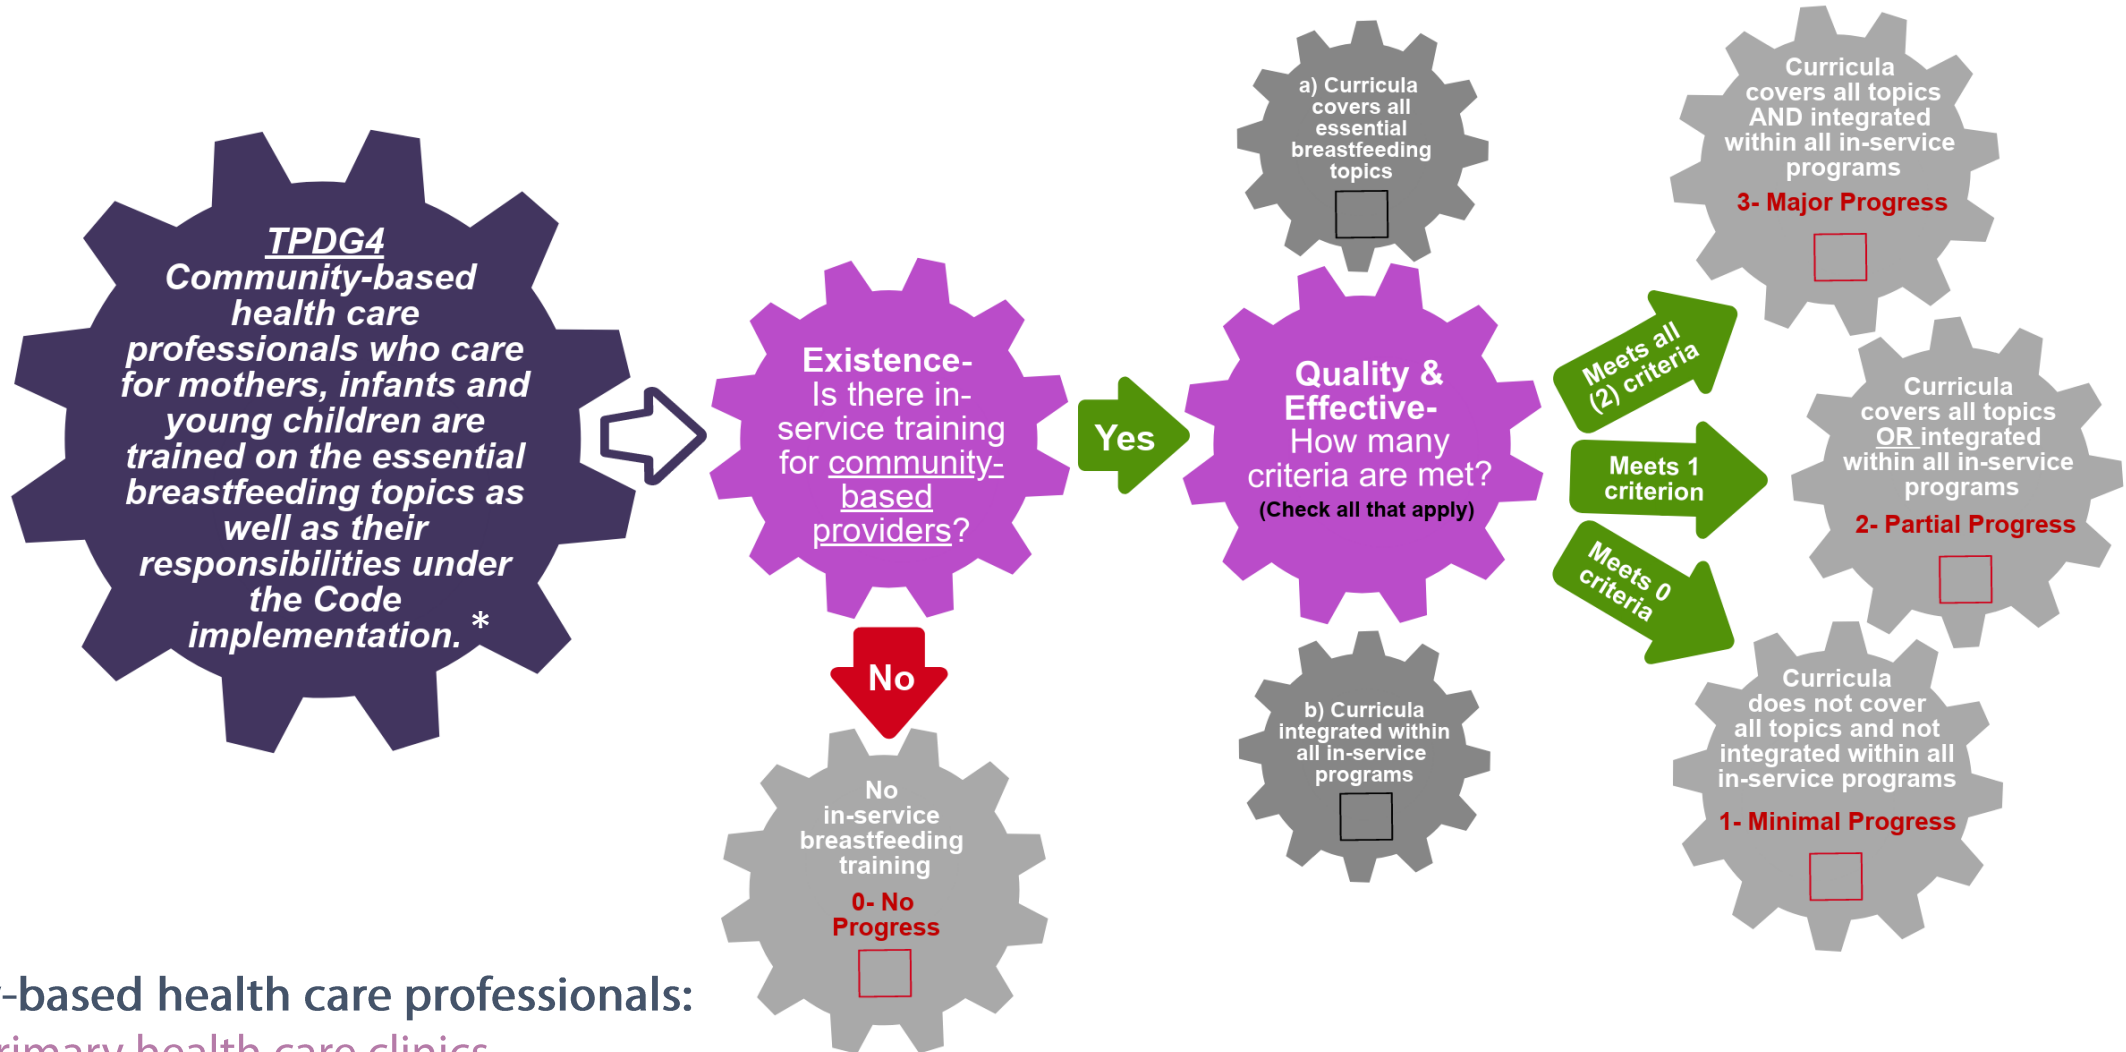 TPDG4
Community-based
health care
professionals who care
for mothers, infants and
young children are
trained on the essential
breastfeeding topics as
well as their
responsibilities under
the Code
implementation. *
Existence-
Is there in-
service training
for community-
based
providers?
Yes
No
No
in-service
breastfeeding
training
0- No
Progress
a) Curricula
covers all
essential
breastfeeding
topics
Quality &
Effective-
How many
criteria are met?
(Check all that apply)
b) Curricula
integrated within
all in-service
programs
Meets all
(2) criteria
Meets 1
criterion
Meets 0
criteria
Curricula
covers all topics
AND integrated
within all in-service
programs
3- Major Progress
Curricula
covers all topics
OR integrated
within all in-service
programs
2- Partial Progress
Curricula
does not cover
all topics and not
integrated within all
in-service programs
1- Minimal Progress
-based health care professionals:
rimary health care clinics